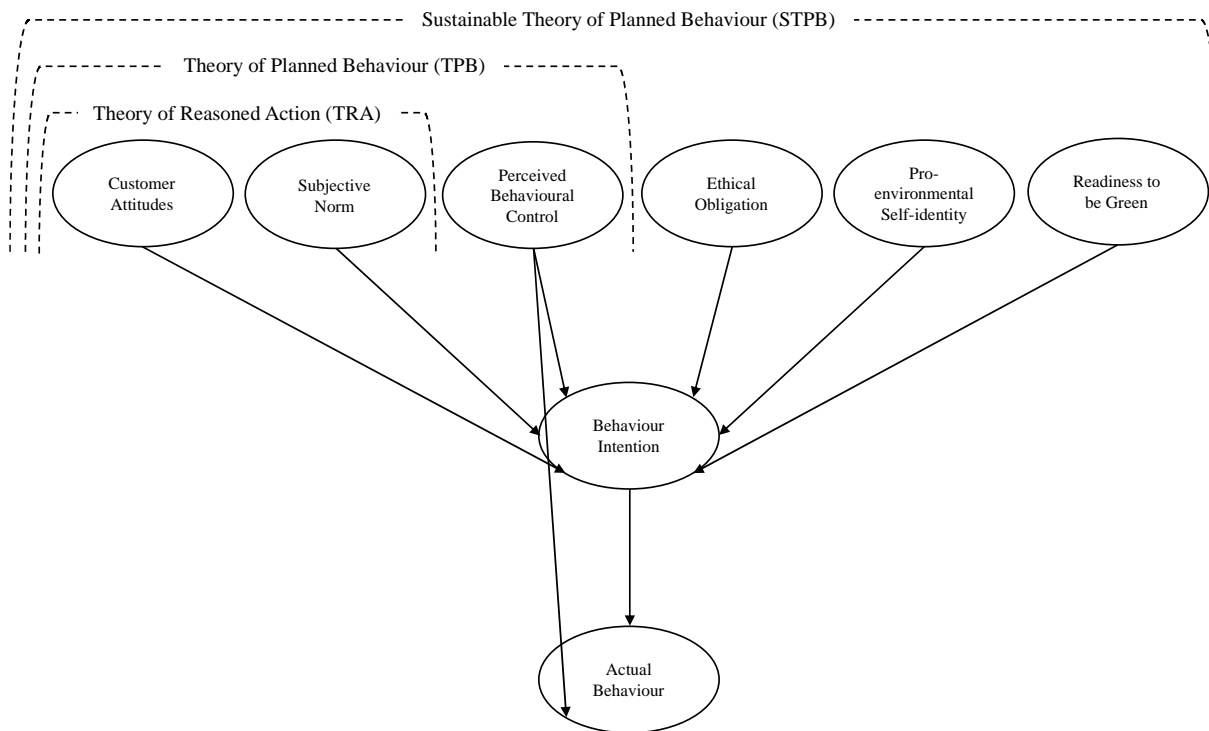 Sustainable Theory of Planned Behaviour (STPB)
Theory of Planned Behaviour (TPB)
Theory of Reasoned Action (TRA)
Customer
Attitudes
Subjective
Norm
Perceived
Behavioural
Control
Ethical
Obligation
Pro-
environmental
Self-identity
Readiness to
be Green
Behaviour
Intention
Actual
Behaviour